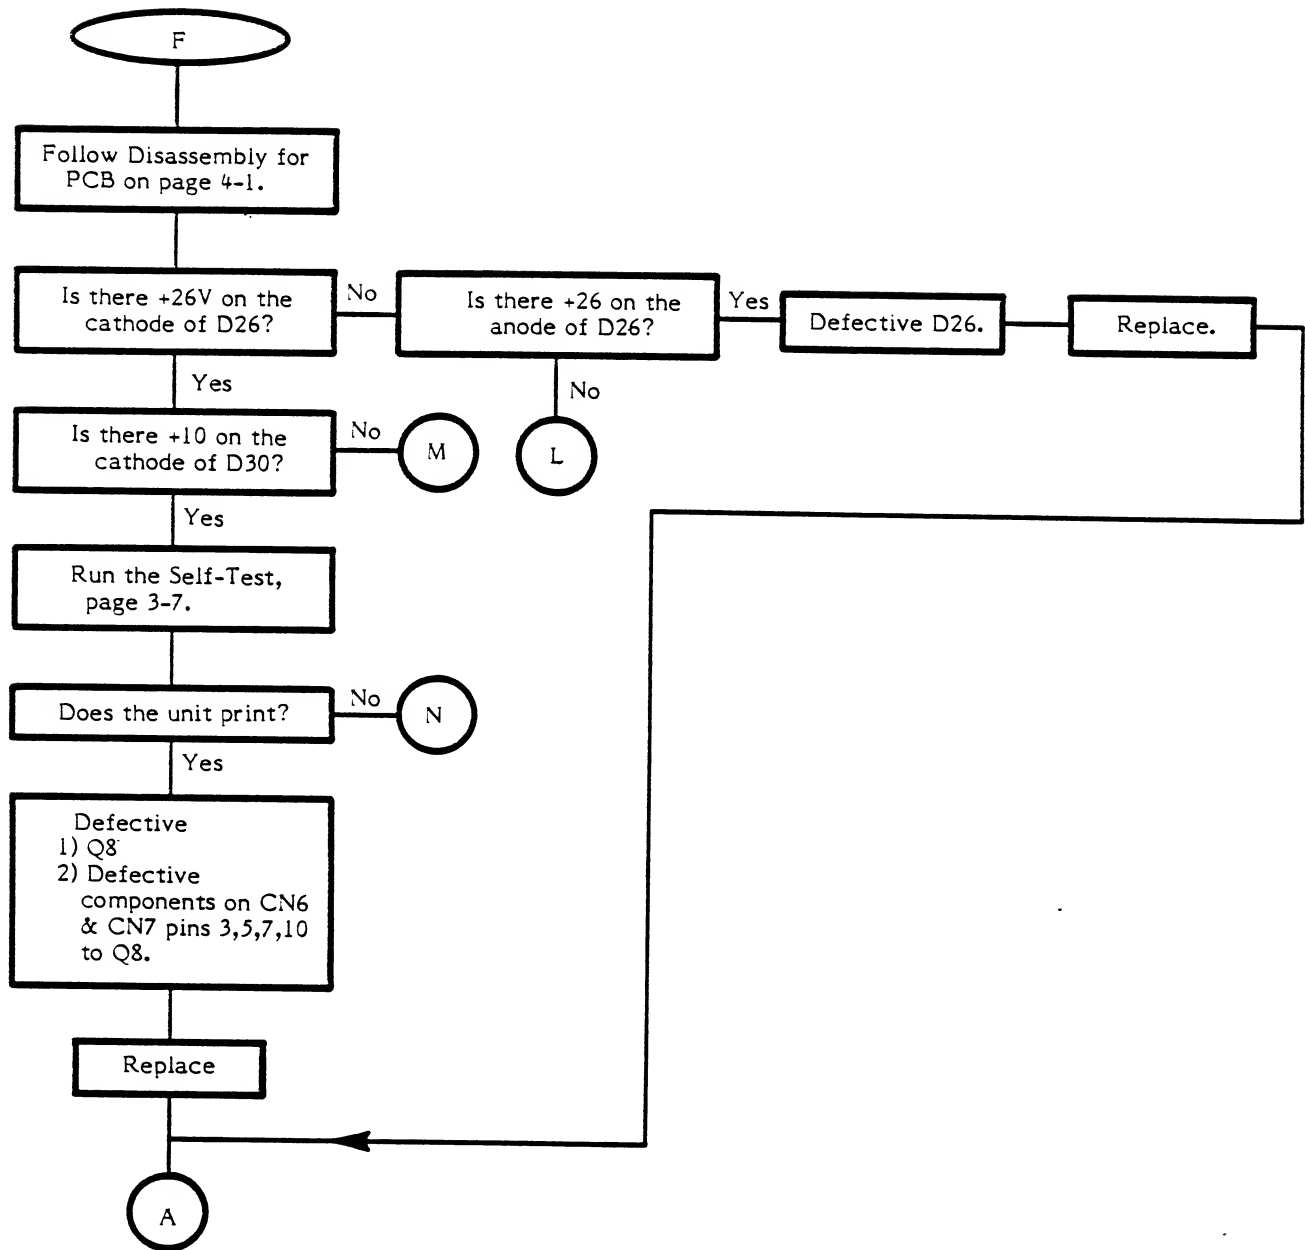 F
Follow Disassembly for
PCB on page 4-1.
Is there +26V on the
cathode of D26?
No
Is there +26 on the
anode of D26?
Yes
Defective D26.
Replace.
Yes
No
Is there +10 on the
cathode of D30?
No
M
L
Yes
Run the Self-Test,
page 3-7.
Does the unit print?
No
N
Yes
Defective
1) Q8
2) Defective
components on CN6
& CN7 pins 3,5,7,10
to Q8.
Replace
A